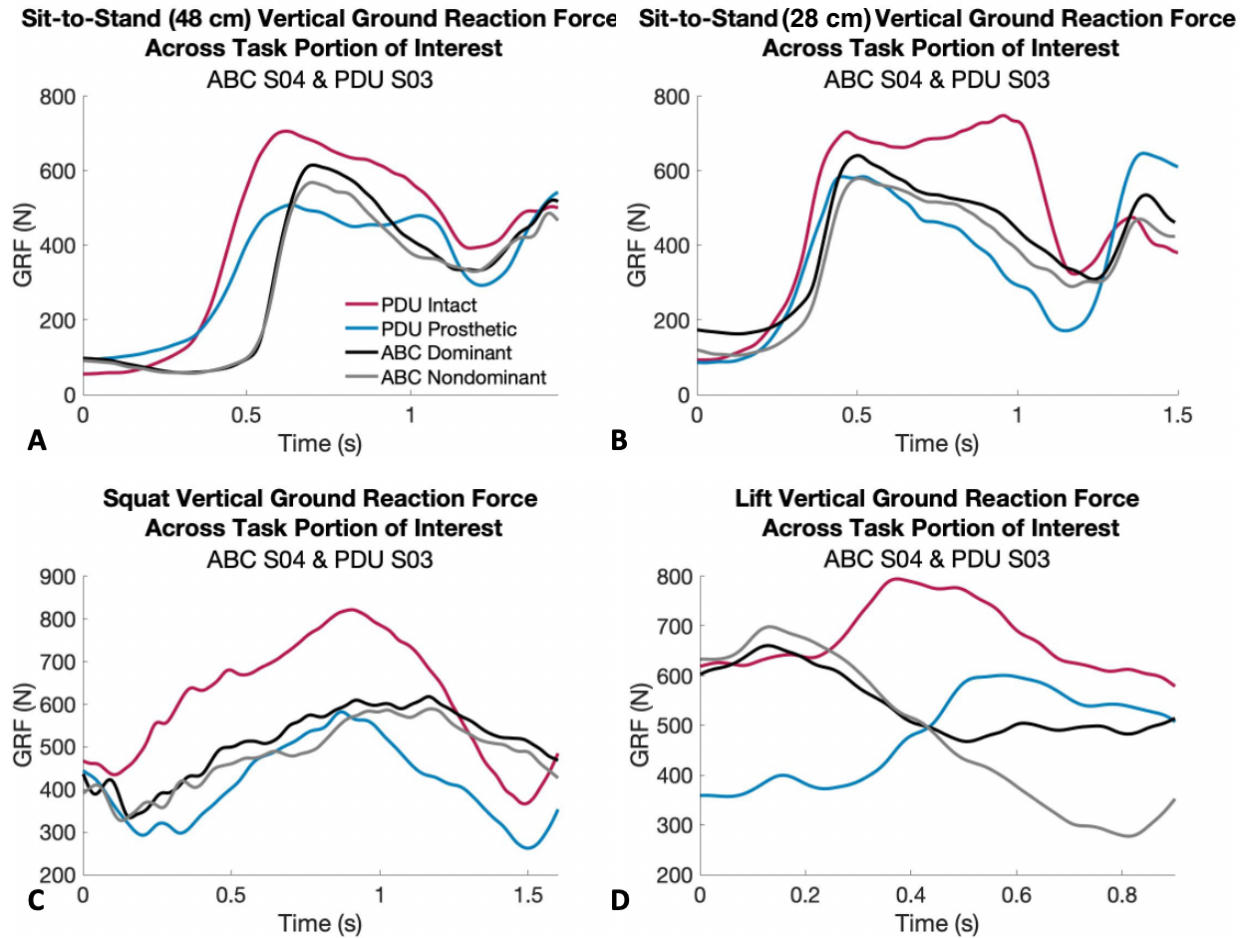 Sit-to-Stand (48 cm) Vertical Ground Reaction Force
Across Task Portion of Interest
ABC S04 & PDU S03
800
600
400
200
0
GRF (N)
0
0.5
1
Time (s)
PDU Intact
PDU Prosthetic
ABC Dominant
ABC Nondominant
A
Sit-to-Stand (28 cm) Vertical Ground Reaction Force
Across Task Portion of Interest
ABC S04 & PDU S03
800
600
400
200
0
GRF (N)
0
0.5
1
1.5
Time (s)
B
Squat Vertical Ground Reaction Force
Across Task Portion of Interest
ABC S04 & PDU S03
900
800
700
600
500
400
300
200
GRF (N)
0
0.5
1
1.5
Time (s)
C
Lift Vertical Ground Reaction Force
Across Task Portion of Interest
ABC S04 & PDU S03
800
700
600
500
400
300
200
GRF (N)
0
0.2
0.4
0.6
0.8
Time (s)
D